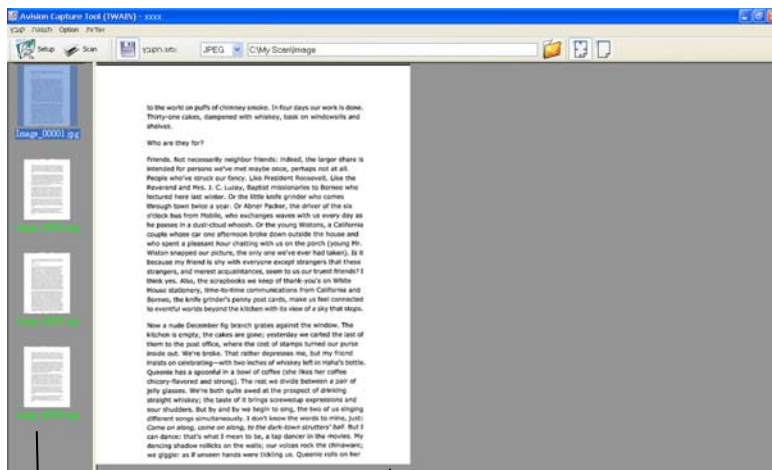 Avision Capture Tool (TWAIN) - xxxx
Option
Setup
Scan
JPEG
C:\My Scan\Image
Image_00001.jpg
to the world on puffs of chimney smoke. In four days our work is done.
Thirty-one cakes, dampened with whiskey, bask on windowsills and
shelves.
Who are they for?
Friends. Not necessarily neighbor friends: indeed, the larger share is
intended for persons we've met maybe once, perhaps not at all.
People who've struck our fancy. Like President Roosevelt. Like the
Reverend and Mrs. J. C. Lucey, Baptist missionaries to Borneo who
lectured here last winter. Or the little knife grinder who comes
through town twice a year. Or Abner Packer, the driver of the six
o'clock bus from Mobile, who exchanges waves with us every day as
he passes in a dust-cloud whoosh. Or the young Wistons, a California
couple whose car one afternoon broke down outside the house and
who spent a pleasant hour chatting with us on the porch (young Mr.
Wiston snapped our picture, the only one we've ever had taken). Is it
because my friend is shy with everyone except strangers that these
strangers, and merest acquaintances, seem to us our truest friends? I
think yes. Also, the scrapbooks we keep of thank-you's on White
House stationery, time-to-time communications from California and
Borneo, the knife grinder's penny post cards, make us feel connected
to eventful worlds beyond the kitchen with its view of a sky that stops.
Now a nude December fig branch grates against the window. The
kitchen is empty, the cakes are gone; yesterday we carted the last of
them to the post office, where the cost of stamps turned our purse
inside out. We're broke. That rather depresses me, but my friend
insists on celebrating—with two inches of whiskey left in Haha's bottle.
Queenie has a spoonful in a bowl of coffee (she likes her coffee
chicory-flavored and strong). The rest we divide between a pair of
jelly glasses. We're both quite awed at the prospect of drinking
straight whiskey; the taste of it brings screwedup expressions and
sour shudders. But by and by we begin to sing, the two of us singing
different songs simultaneously. I don't know the words to mine, just:
Come on along, come on along, to the dark-town strutters' ball. But I
can dance: that's what I mean to be, a tap dancer in the movies. My
dancing shadow rollicks on the walls; our voices rock the chinaware;
we giggle: as if unseen hands were tickling us. Queenie rolls on her